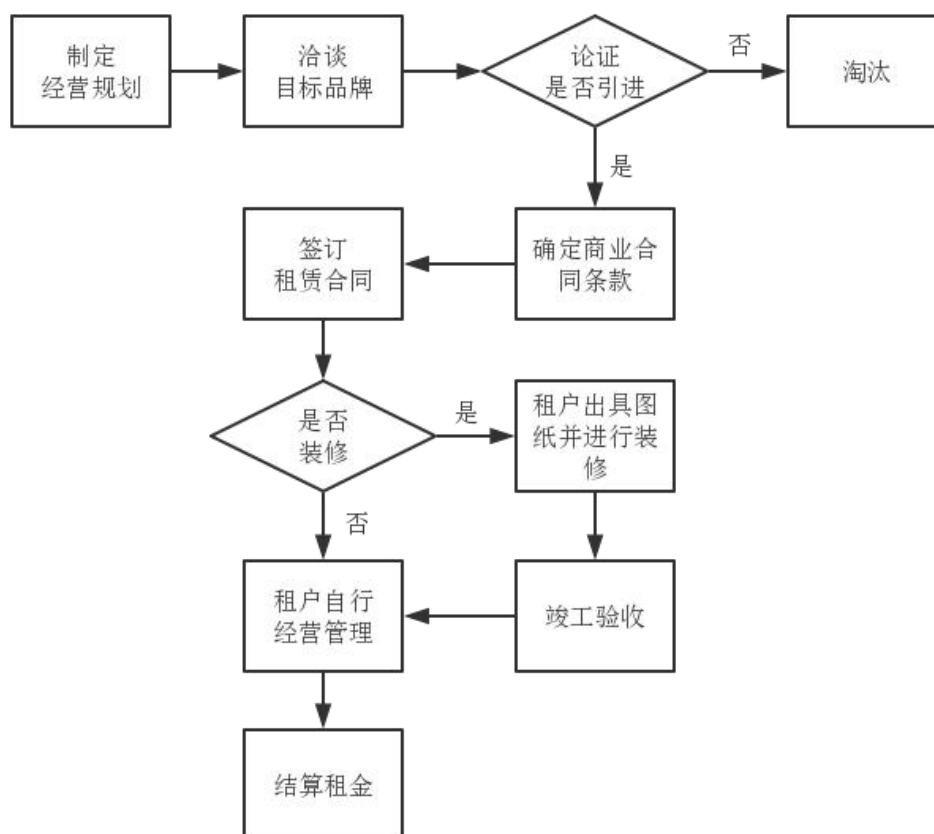 制定
经营规划
洽谈
目标品牌
论证
是否引进
否
淘汰
是
签订
租赁合同
确定商业合
同条款
是否
装修
是
租户出具图
纸并进行装
修
否
租户自行
经营管理
竣工验收
结算租金